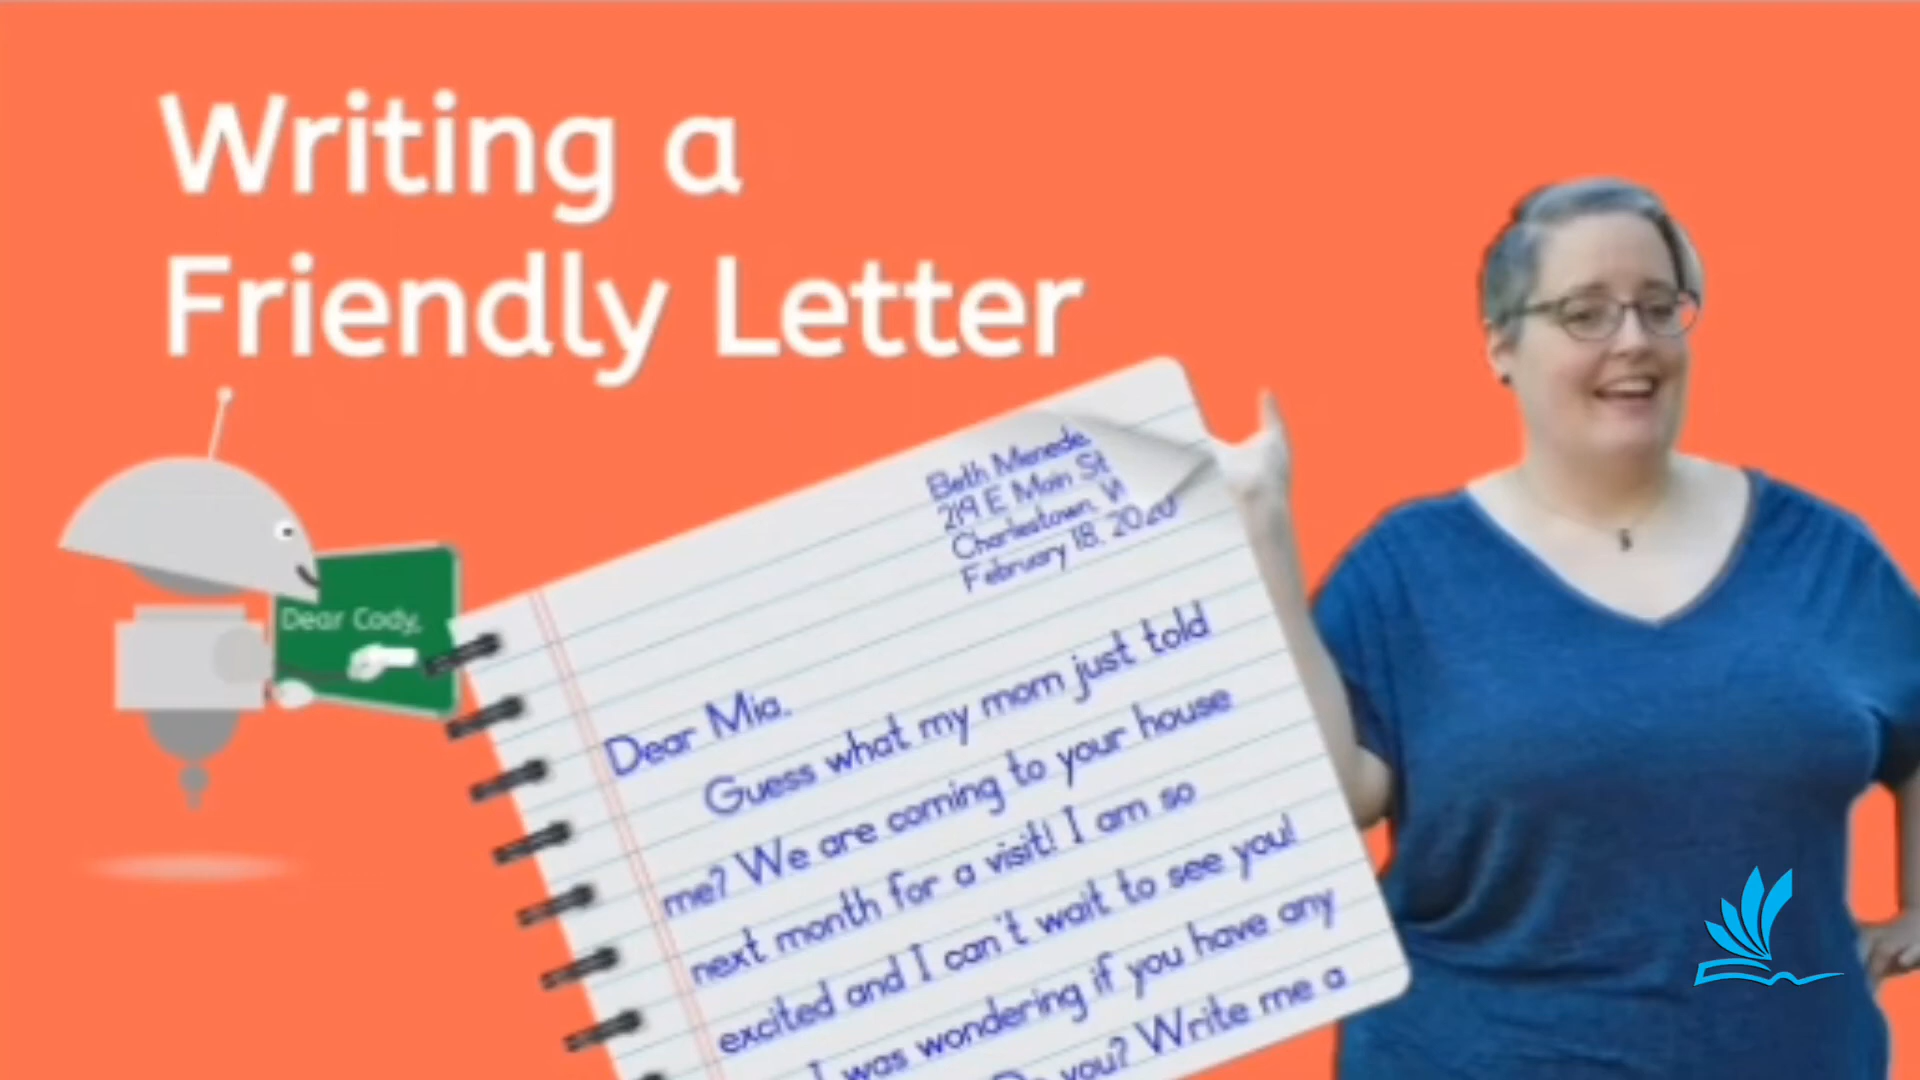 Writing a
Friendly Letter
Dear Cody,
Beth Menede
219 E Main St
Charlestown,
February 18, 2020
Dear Mia,
Guess what my mom just told
me? We are coming to your house
next month for a visit! I am so
excited and I can't wait to see you!
I was wondering if you have any
you? Write me a